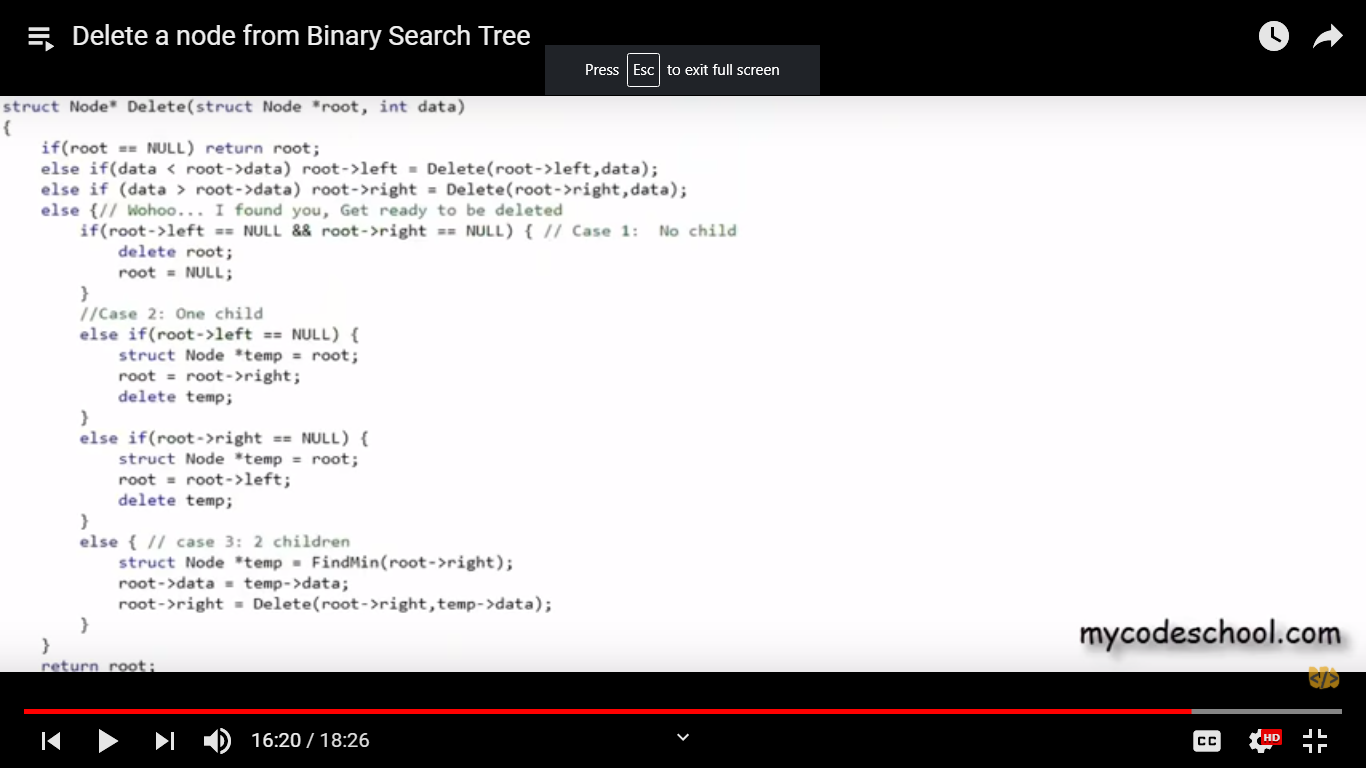 Delete a node from Binary Search Tree
Press Esc to exit full screen
struct Node* Delete(struct Node *root, int data)
{
    if(root == NULL) return root;
    else if(data < root->data) root->left = Delete(root->left,data);
    else if (data > root->data) root->right = Delete(root->right,data);
    else {// Wohoo... I found you, Get ready to be deleted
        if(root->left == NULL && root->right == NULL) { // Case 1:  No child
            delete root;
            root = NULL;
        }
        //Case 2: One child
        else if(root->left == NULL) {
            struct Node *temp = root;
            root = root->right;
            delete temp;
        }
        else if(root->right == NULL) {
            struct Node *temp = root;
            root = root->left;
            delete temp;
        }
        else { // case 3: 2 children
            struct Node *temp = FindMin(root->right);
            root->data = temp->data;
            root->right = Delete(root->right,temp->data);
        }
    }
    return root;
mycodeschool.com
</>
16:20 / 18:26
CC
HD